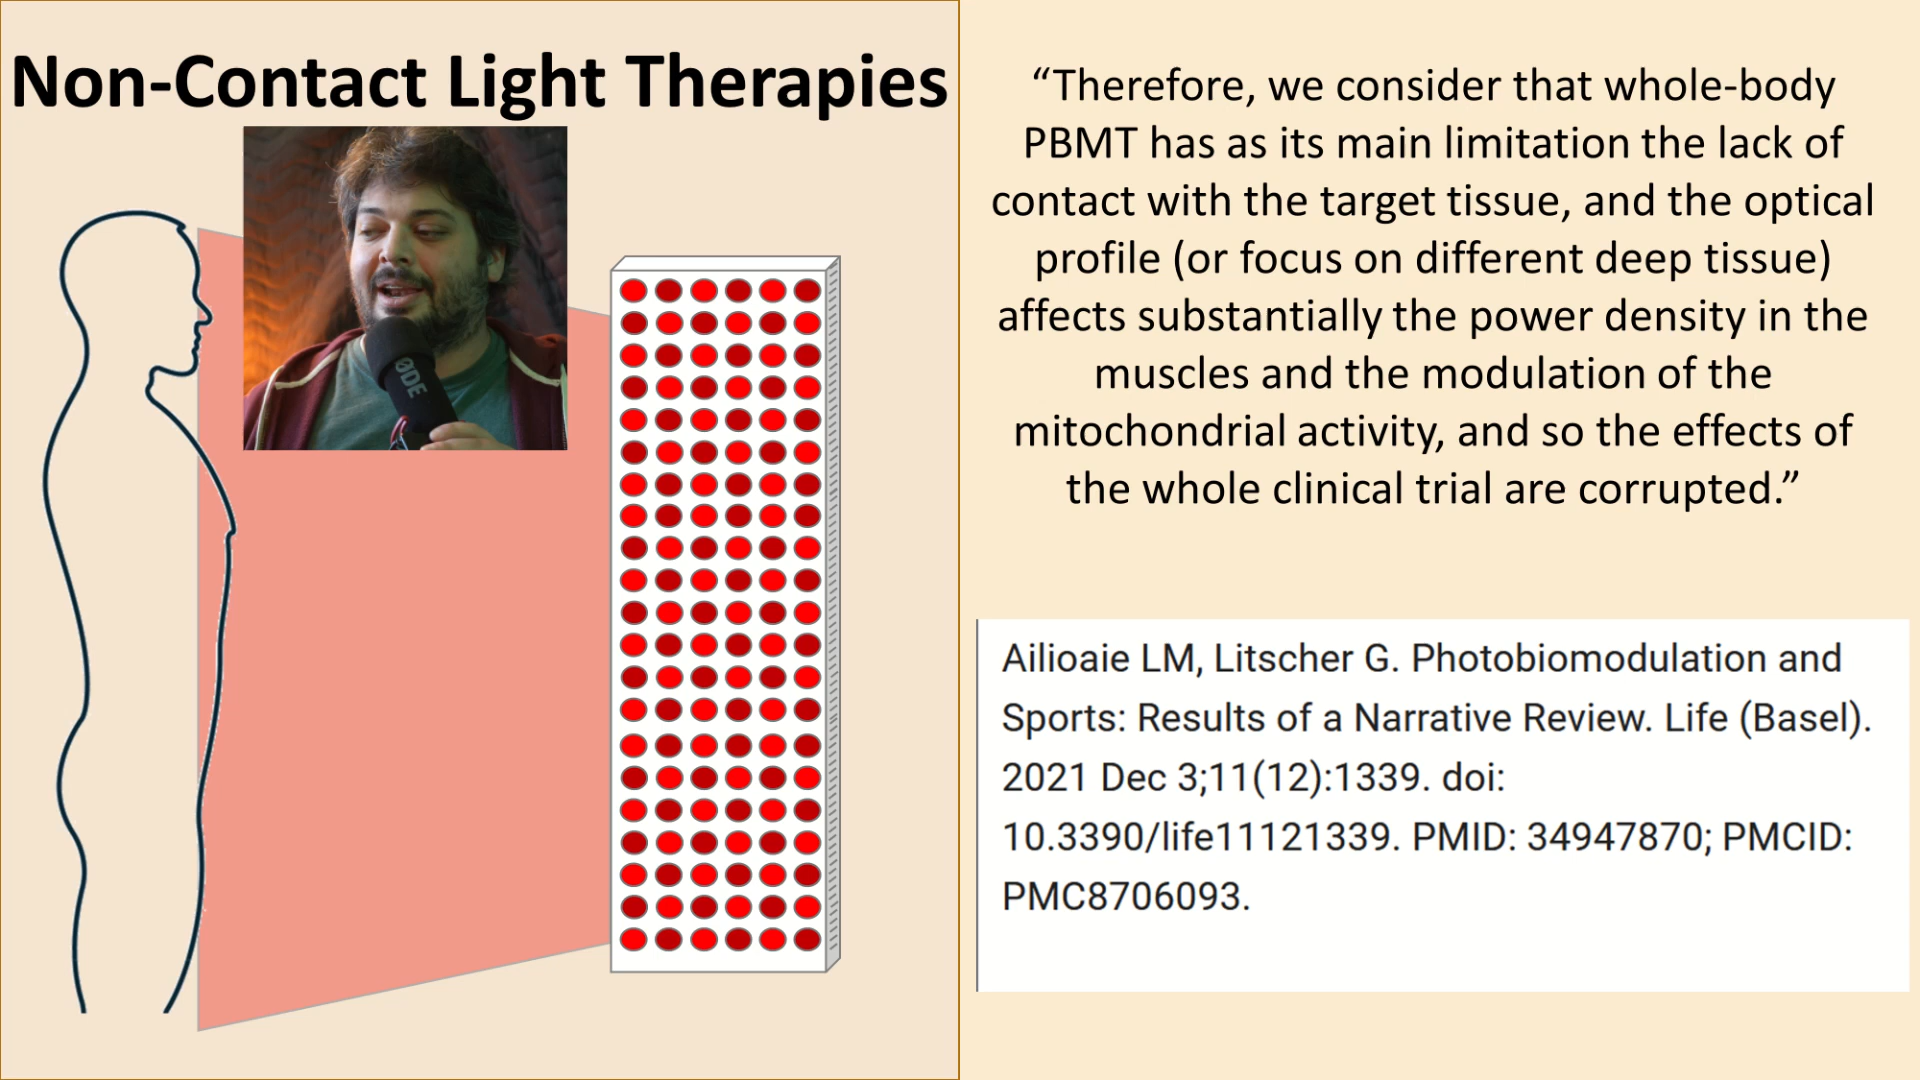 Non-Contact Light Therapies
RØDE
“Therefore, we consider that whole-body
PBMT has as its main limitation the lack of
contact with the target tissue, and the optical
profile (or focus on different deep tissue)
affects substantially the power density in the
muscles and the modulation of the
mitochondrial activity, and so the effects of
the whole clinical trial are corrupted.”
Ailioaie LM, Litscher G. Photobiomodulation and
Sports: Results of a Narrative Review. Life (Basel).
2021 Dec 3;11(12):1339. doi:
10.3390/life11121339. PMID: 34947870; PMCID:
PMC8706093.